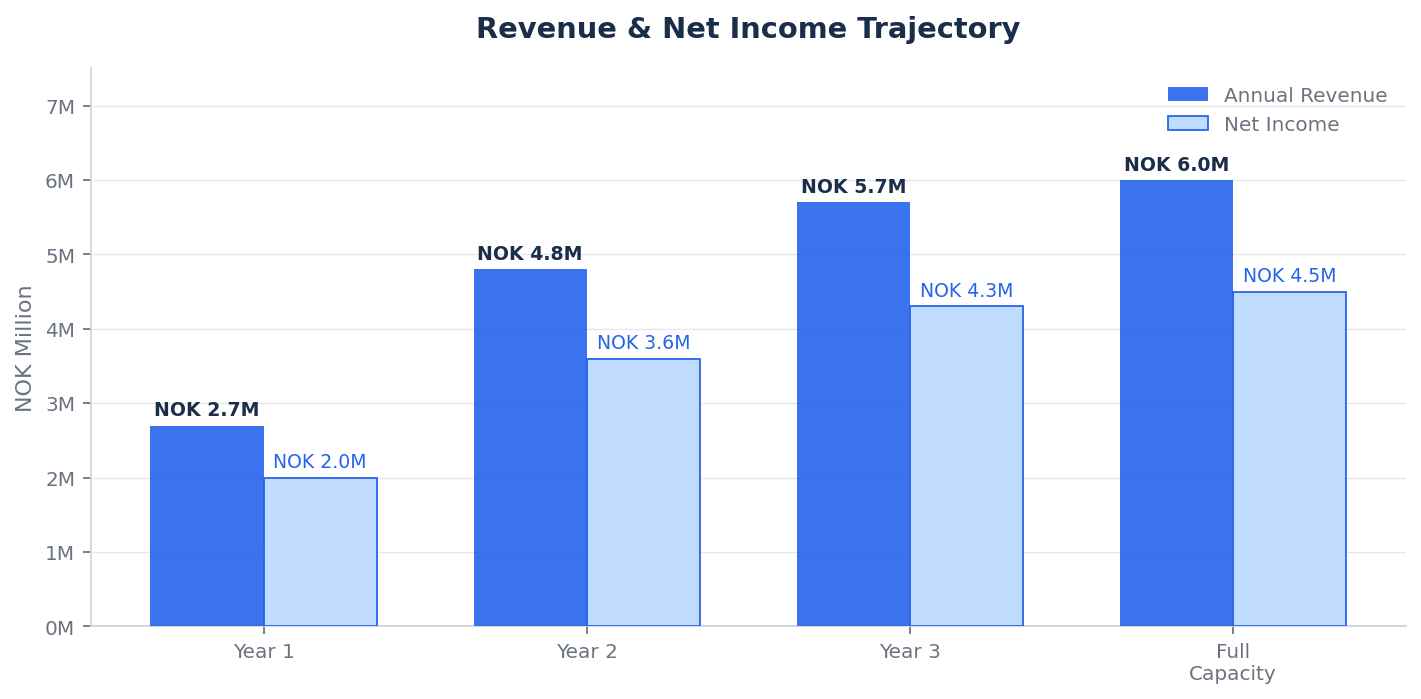 Revenue & Net Income Trajectory
Annual Revenue
Net Income
NOK Million
7M
6M
5M
4M
3M
2M
1M
0M
NOK 2.7M
NOK 2.0M
NOK 4.8M
NOK 3.6M
NOK 5.7M
NOK 4.3M
NOK 6.0M
NOK 4.5M
Year 1
Year 2
Year 3
Full
Capacity